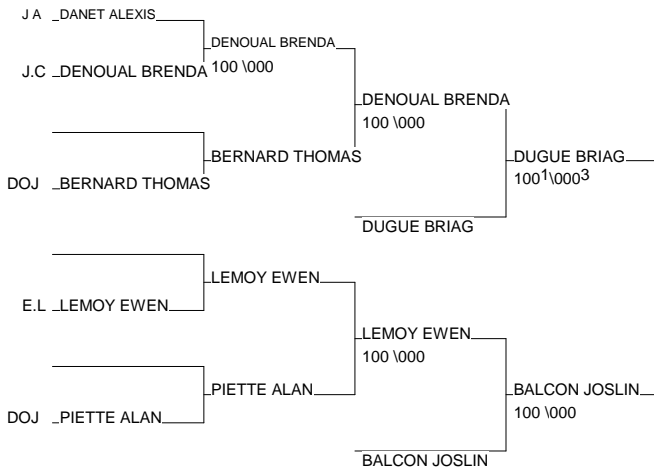 J A DANET ALEXIS
DENOUAL BRENDA
100 \000
J.C DENOUAL BRENDA
DENOUAL BRENDA
100 \000
BERNARD THOMAS
DUGUE BRIAG
100¹\000³
DOJ BERNARD THOMAS
DUGUE BRIAG
LEMOY EWEN
E.L LEMOY EWEN
LEMOY EWEN
100 \000
PIETTE ALAN
BALCON JOSLIN
100 \000
DOJ PIETTE ALAN
BALCON JOSLIN